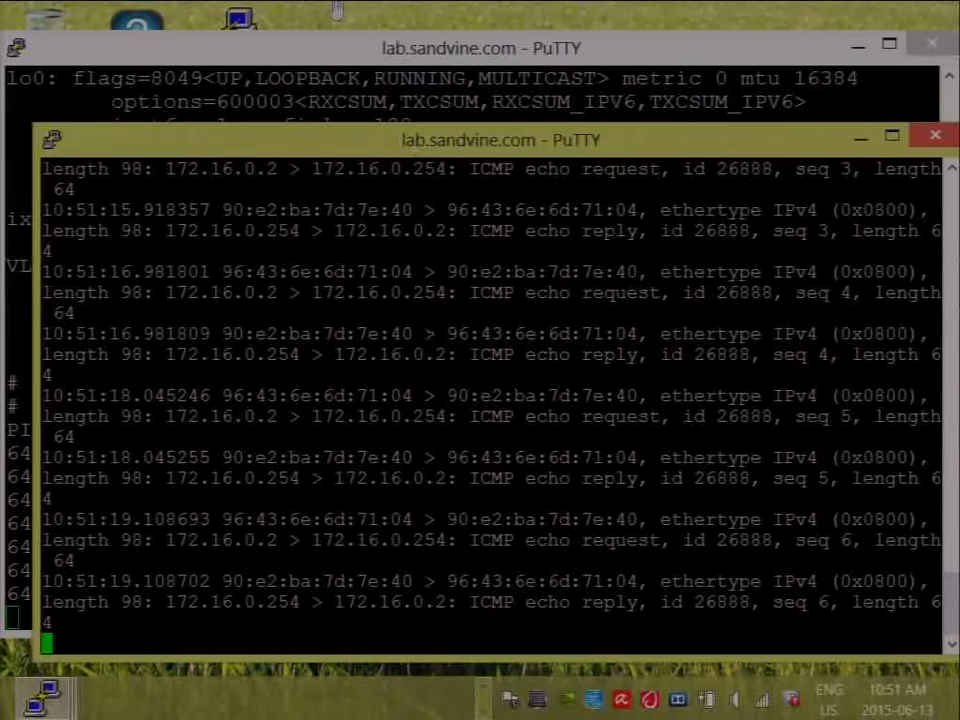 lab.sandvine.com - PuTTY
lo0: flags=8049<UP,LOOPBACK,RUNNING,MULTICAST> metric 0 mtu 16384
options=600003<RXCSUM,TXCSUM,RXCSUM_IPV6,TXCSUM_IPV6>
lab.sandvine.com - PuTTY
length 98: 172.16.0.2 > 172.16.0.254: ICMP echo request, id 26888, seq 3, length
64
10:51:15.918357 90:e2:ba:7d:7e:40 > 96:43:6e:6d:71:04, ethertype IPv4 (0x0800),
length 98: 172.16.0.254 > 172.16.0.2: ICMP echo reply, id 26888, seq 3, length 6
4
10:51:16.981801 96:43:6e:6d:71:04 > 90:e2:ba:7d:7e:40, ethertype IPv4 (0x0800),
length 98: 172.16.0.2 > 172.16.0.254: ICMP echo request, id 26888, seq 4, length
64
10:51:16.981809 90:e2:ba:7d:7e:40 > 96:43:6e:6d:71:04, ethertype IPv4 (0x0800),
length 98: 172.16.0.254 > 172.16.0.2: ICMP echo reply, id 26888, seq 4, length 6
4
10:51:18.045246 96:43:6e:6d:71:04 > 90:e2:ba:7d:7e:40, ethertype IPv4 (0x0800),
length 98: 172.16.0.2 > 172.16.0.254: ICMP echo request, id 26888, seq 5, length
64
10:51:18.045255 90:e2:ba:7d:7e:40 > 96:43:6e:6d:71:04, ethertype IPv4 (0x0800),
length 98: 172.16.0.254 > 172.16.0.2: ICMP echo reply, id 26888, seq 5, length 6
4
10:51:19.108693 96:43:6e:6d:71:04 > 90:e2:ba:7d:7e:40, ethertype IPv4 (0x0800),
length 98: 172.16.0.2 > 172.16.0.254: ICMP echo request, id 26888, seq 6, length
64
10:51:19.108702 90:e2:ba:7d:7e:40 > 96:43:6e:6d:71:04, ethertype IPv4 (0x0800),
length 98: 172.16.0.254 > 172.16.0.2: ICMP echo reply, id 26888, seq 6, length 6
4
ix
VL
#
#
PI
64
64
64
64
64
64
64
ENG
US
10:51 AM
2015-06-13